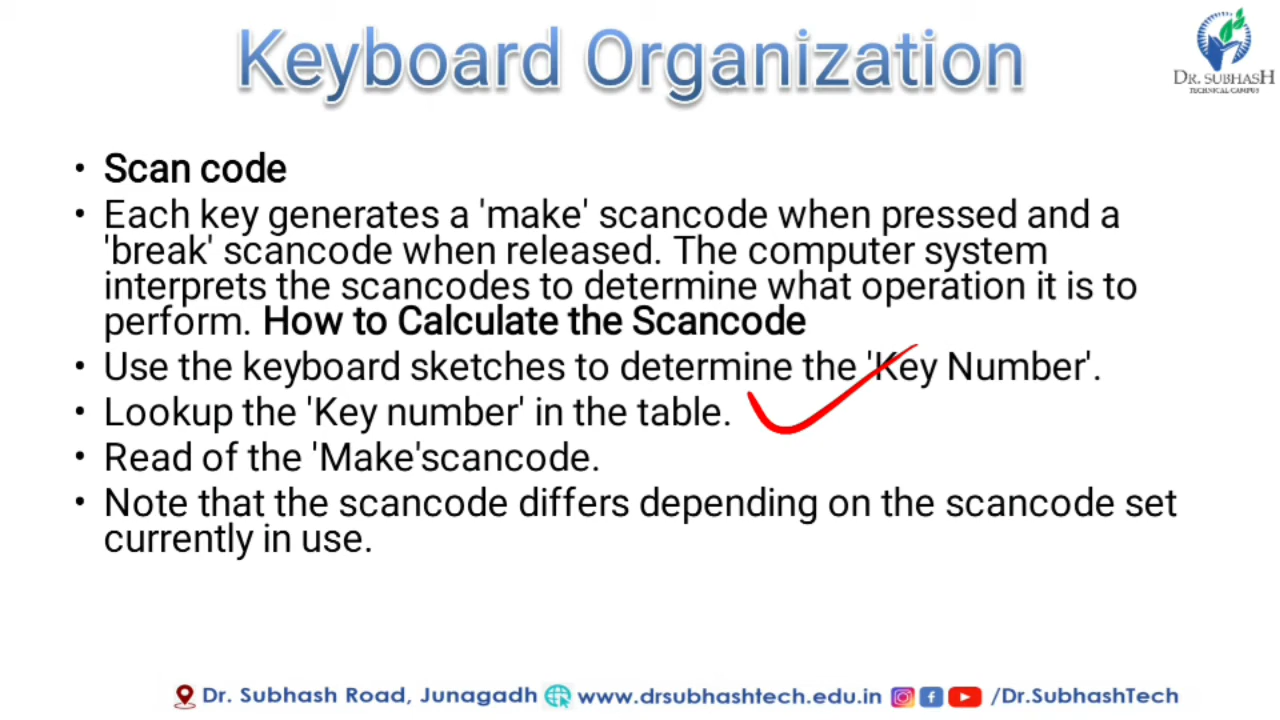 Keyboard Organization
DR. SUBHASH
TECHNICAL CAMPUS
• Scan code
• Each key generates a 'make' scancode when pressed and a
'break' scancode when released. The computer system
interprets the scancodes to determine what operation it is to
perform. How to Calculate the Scancode
• Use the keyboard sketches to determine the 'Key Number'.
• Lookup the 'Key number' in the table.
• Read of the 'Make'scancode.
• Note that the scancode differs depending on the scancode set
currently in use.
Dr. Subhash Road, Junagadh www.drsubhashtech.edu.in /Dr.SubhashTech